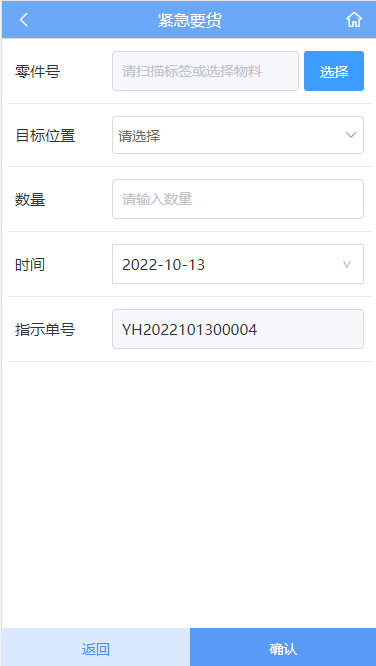 紧急要货
零件号 请扫描标签或选择物料 选择
目标位置 请选择
数量 请输入数量
时间 2022-10-13
指示单号 YH2022101300004
返回 确认